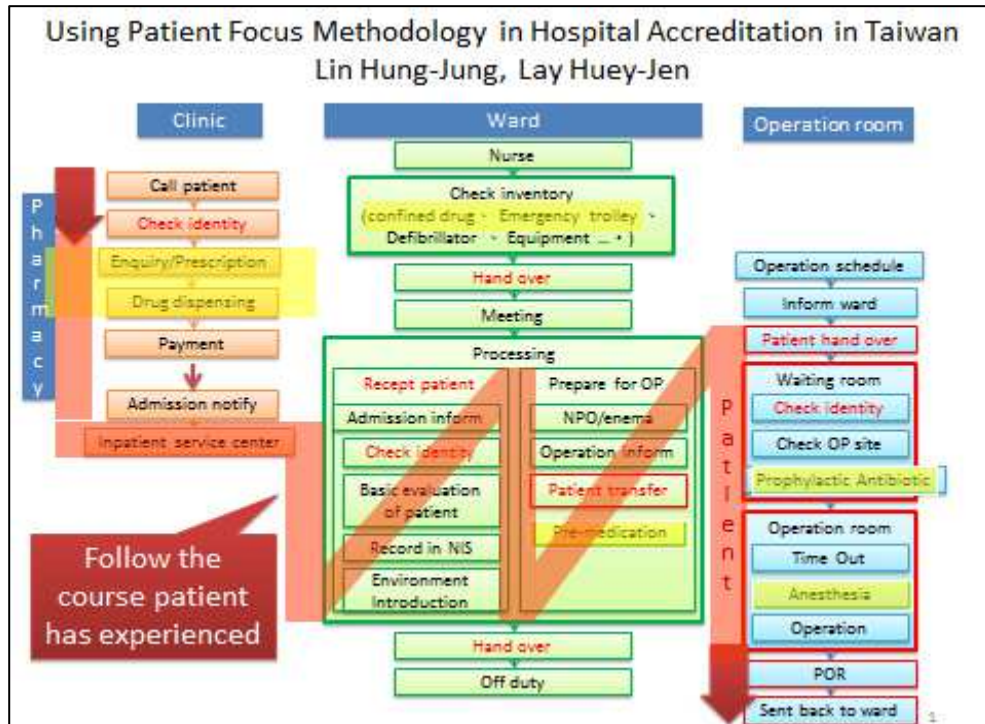 Using Patient Focus Methodology in Hospital Accreditation in Taiwan
Lin Hung-Jung, Lay Huey-Jen
Clinic
Pharmacy
Call patient
Check identity
Enquiry/Prescription
Drug dispensing
Payment
Admission notify
Inpatient service center
Follow the
course patient
has experienced
Ward
Nurse
Check inventory
(confined drug、Emergency trolley、
Defibrillator、Equipment …。)
Hand over
Meeting
Processing
Recept patient
Admission inform
Check identity
Basic evaluation
of patient
Record in NIS
Environment
Introduction
Prepare for OP
NPO/enema
Operation Inform
Patient transfer
Pre-medication
Hand over
Off duty
Operation room
Patient
Operation schedule
Inform ward
Patient hand over
Waiting room
Check identity
Check OP site
Prophylactic Antibiotic
Operation room
Time Out
Anesthesia
Operation
POR
Sent back to ward
1